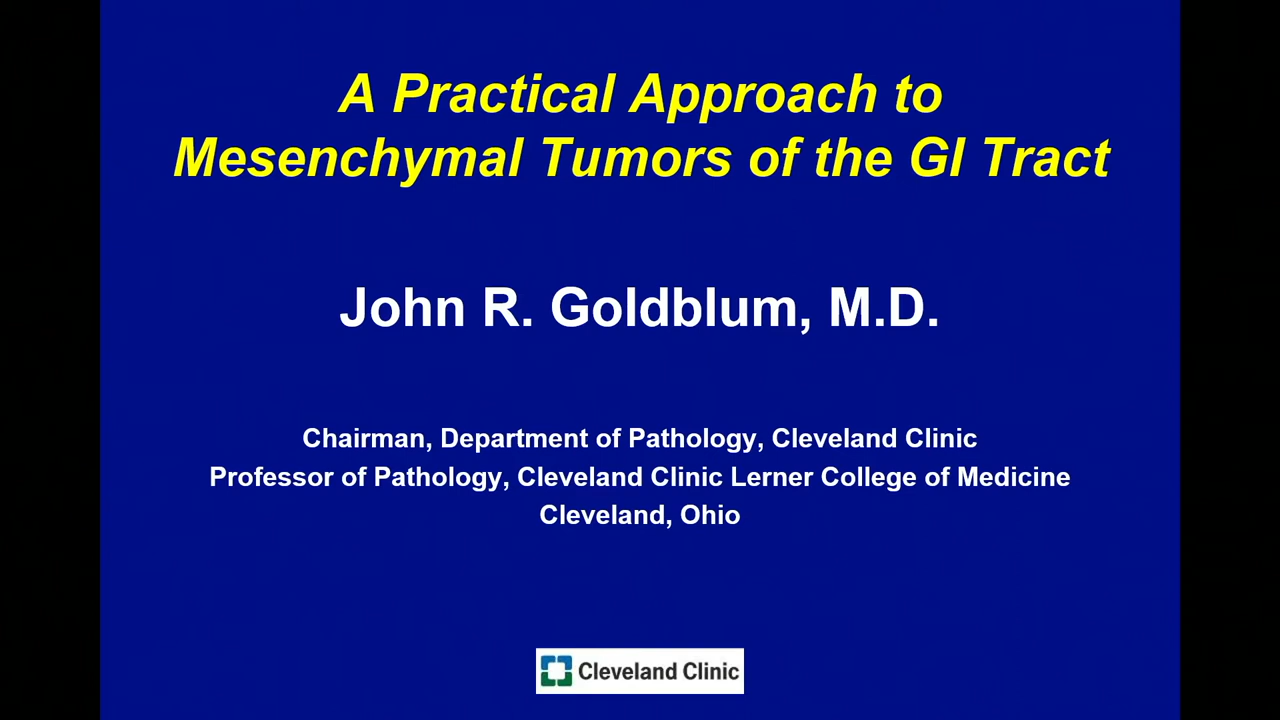 A Practical Approach to
Mesenchymal Tumors of the GI Tract
John R. Goldblum, M.D.
Chairman, Department of Pathology, Cleveland Clinic
Professor of Pathology, Cleveland Clinic Lerner College of Medicine
Cleveland, Ohio
Cleveland Clinic